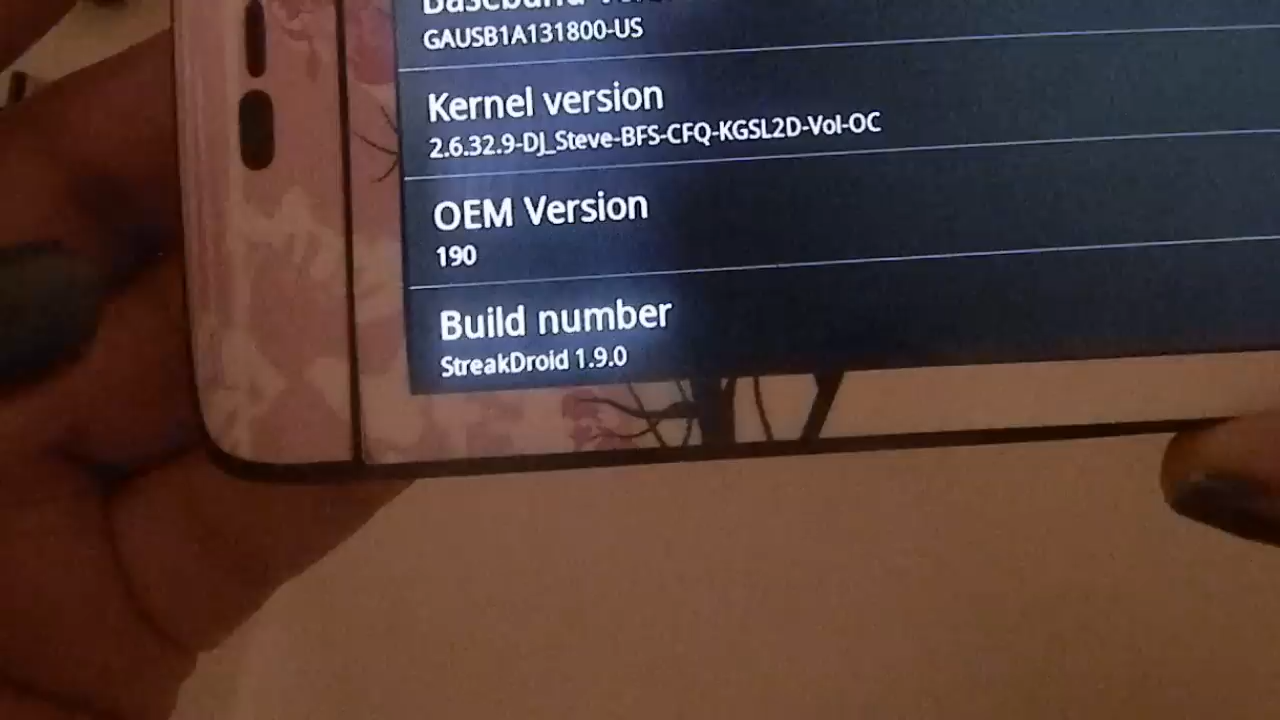 Baseband
GAUSB1A131800-US
Kernel version
2.6.32.9-DJ_Steve-BFS-CFQ-KGSL2D-Vol-OC
OEM Version
190
Build number
StreakDroid 1.9.0